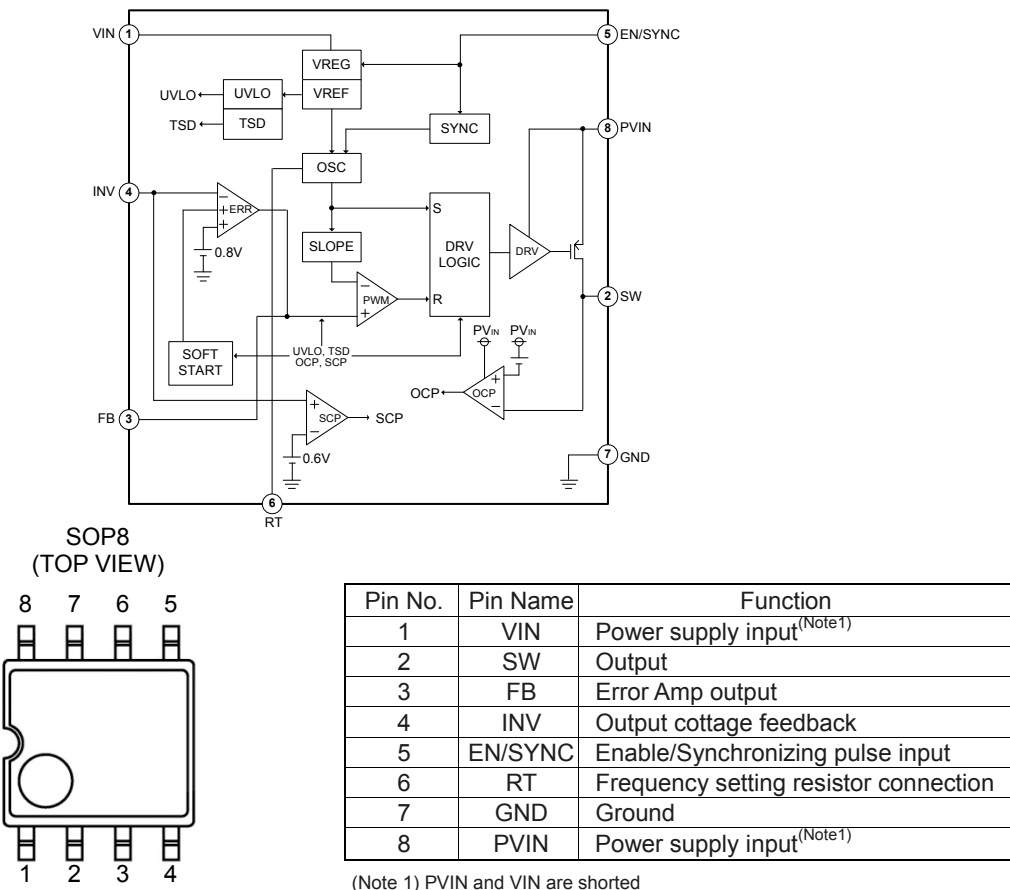 VIN 1
5 EN/SYNC
VREG
UVLO UVLO VREF
TSD TSD
SYNC
8 PVIN
OSC
INV 4
−
+ ERR
+
0.8V
S
SLOPE
DRV
LOGIC
DRV
−
PWM
+
R
2 SW
SOFT
START
UVLO, TSD
OCP, SCP
PVIN PVIN
+
OCP OCP
−
FB 3
+
SCP SCP
−
0.6V
7 GND
6
RT
SOP8
(TOP VIEW)
8 7 6 5
1 2 3 4
Pin No. Pin Name Function
1 VIN Power supply input(Note1)
2 SW Output
3 FB Error Amp output
4 INV Output cottage feedback
5 EN/SYNC Enable/Synchronizing pulse input
6 RT Frequency setting resistor connection
7 GND Ground
8 PVIN Power supply input(Note1)
(Note 1) PVIN and VIN are shorted